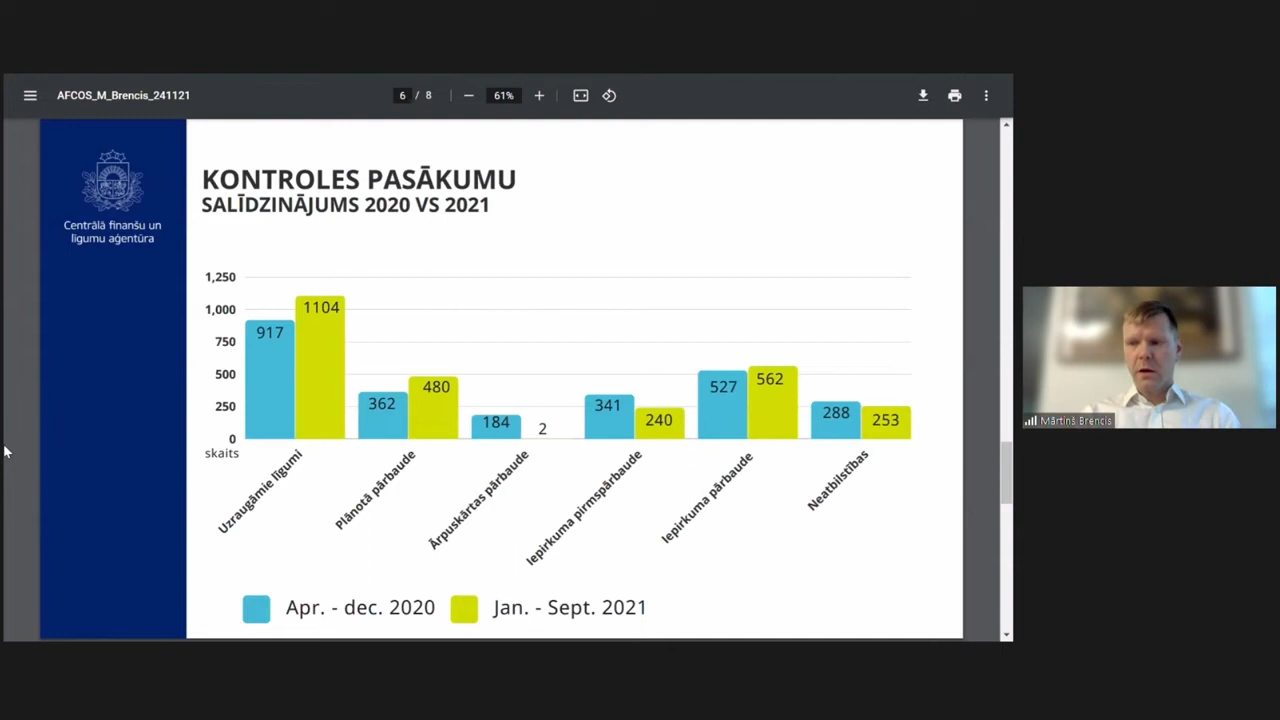 AFCOS_M_Brencis_241121
6 / 8
61%
Centrālā finanšu un
līgumu aģentūra
KONTROLES PASĀKUMU
SALĪDZINĀJUMS 2020 VS 2021
1,250
1,000
750
500
250
0
skaits
917
1104
362
480
184
2
341
240
527
562
288
253
Uzraugāmie līgumi
Plānotā pārbaude
Ārpuskārtas pārbaude
Iepirkuma pirmspārbaude
Iepirkuma pārbaude
Neatbilstības
Apr. - dec. 2020
Jan. - Sept. 2021
Mārtiņš Brencis